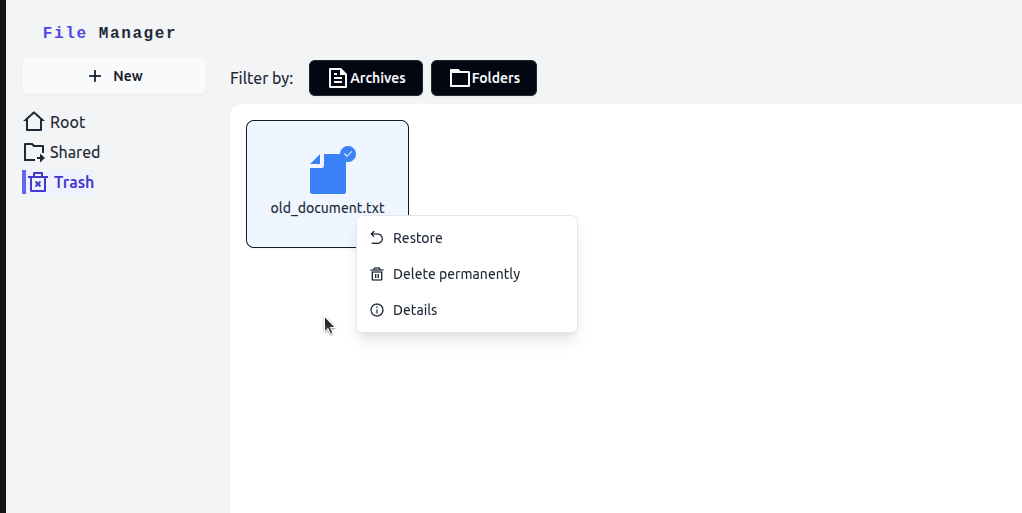 File Manager
New
Filter by:
Archives
Folders
Root
Shared
Trash
old_document.txt
Restore
Delete permanently
Details